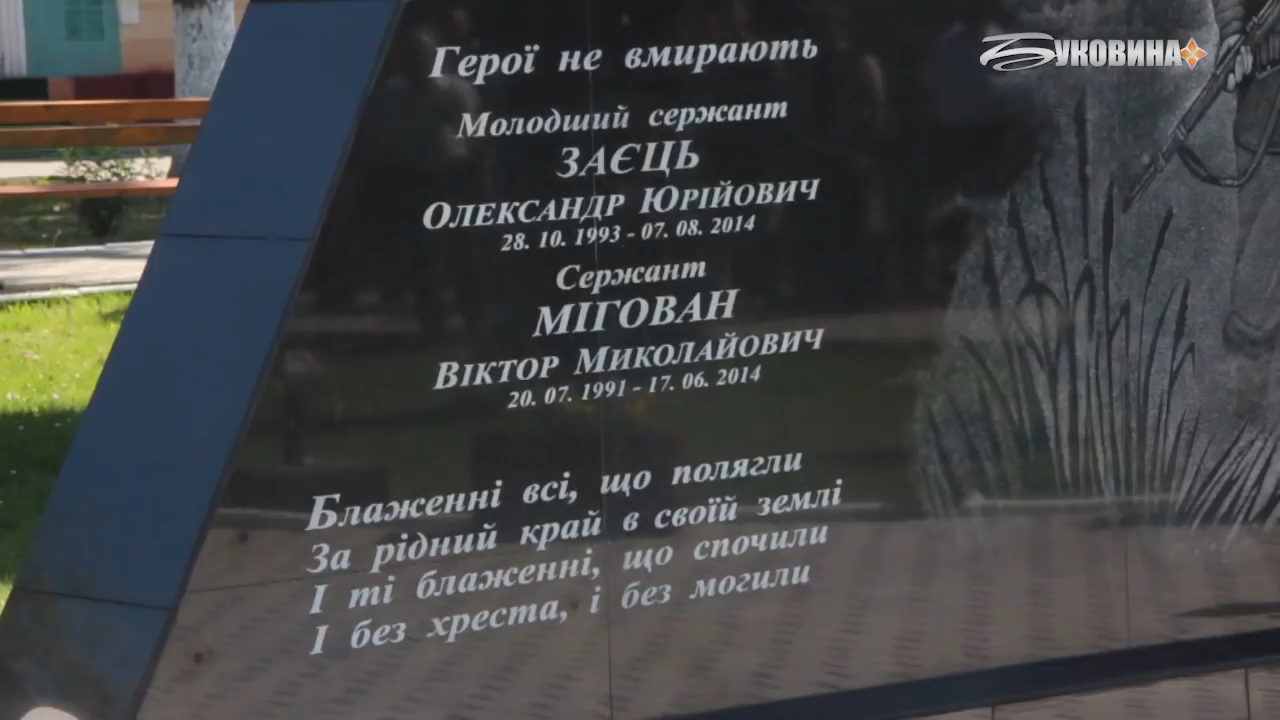 БУКОВИНА
Герої не вмирають
Молодший сержант
ЗАЄЦЬ
ОЛЕКСАНДР ЮРІЙОВИЧ
28. 10. 1993 - 07. 08. 2014
Сержант
МІГОВАН
ВІКТОР МИКОЛАЙОВИЧ
20. 07. 1991 - 17. 06. 2014
Блаженні всі, що полягли
За рідний край в своїй землі
І ті блаженні, що спочили
І без хреста, і без могили